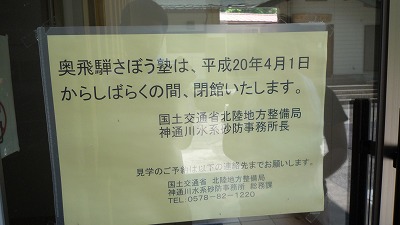 奥飛騨さぼう塾は、平成20年4月1日
からしばらくの間、閉館いたします。
国土交通省北陸地方整備局
神通川水系砂防事務所長
見学のご予約は以下の連絡先までお願いします。
国土交通省 北陸地方整備局
神通川水系砂防事務所 総務課
TEL:0578-82-1220